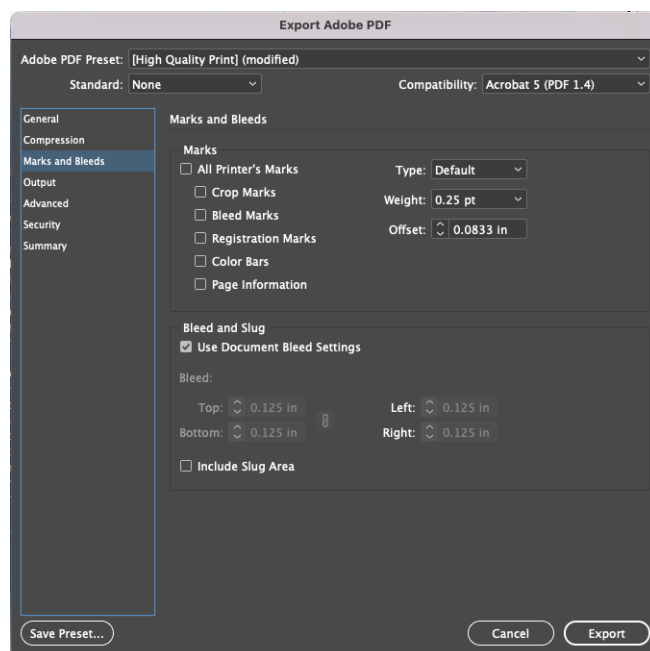 Export Adobe PDF
Adobe PDF Preset: [High Quality Print] (modified)
Standard: None Compatibility: Acrobat 5 (PDF 1.4)
General
Compression
Marks and Bleeds
Output
Advanced
Security
Summary
Marks and Bleeds
Marks
All Printer's Marks
Crop Marks
Bleed Marks
Registration Marks
Color Bars
Page Information
Type: Default
Weight: 0.25 pt
Offset: 0.0833 in
Bleed and Slug
Use Document Bleed Settings
Bleed:
Top: 0.125 in Left: 0.125 in
Bottom: 0.125 in Right: 0.125 in
Include Slug Area
Save Preset... Cancel Export